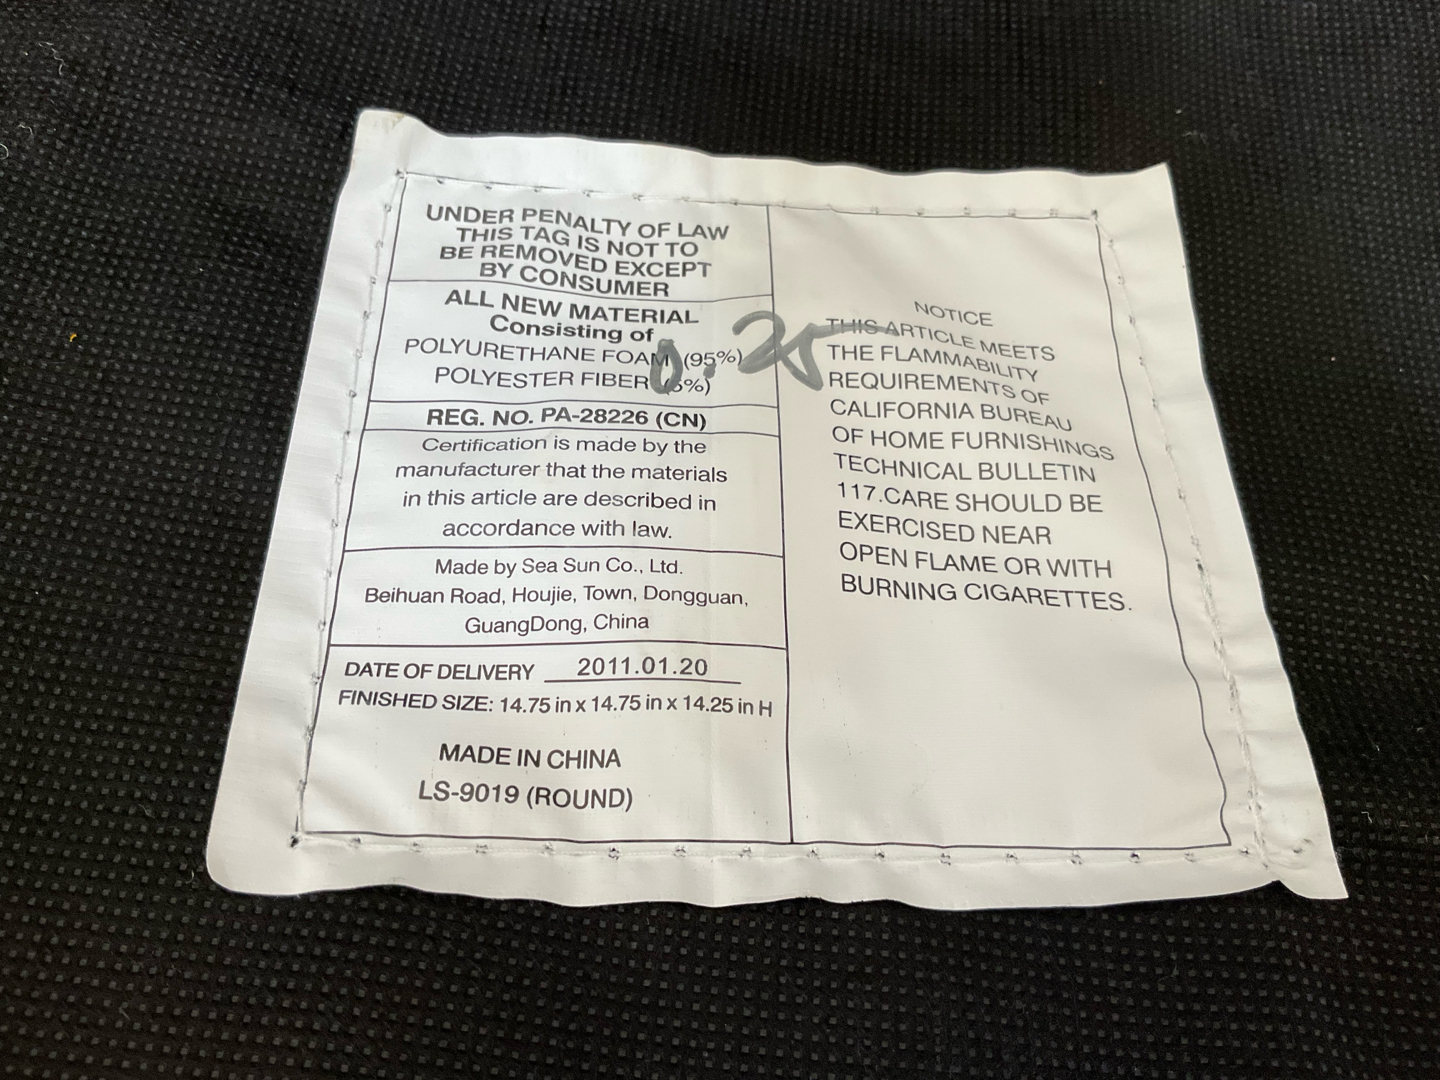 UNDER PENALTY OF LAW
THIS TAG IS NOT TO
BE REMOVED EXCEPT
BY CONSUMER
ALL NEW MATERIAL
Consisting of
POLYURETHANE FOAM (95%)
POLYESTER FIBER (5%)
0.25
REG. NO. PA-28226 (CN)
Certification is made by the
manufacturer that the materials
in this article are described in
accordance with law.
Made by Sea Sun Co., Ltd.
Beihuan Road, Houjie, Town, Dongguan,
GuangDong, China
DATE OF DELIVERY 2011.01.20
FINISHED SIZE: 14.75 in x 14.75 in x 14.25 in H
MADE IN CHINA
LS-9019 (ROUND)
NOTICE
THIS ARTICLE MEETS
THE FLAMMABILITY
REQUIREMENTS OF
CALIFORNIA BUREAU
OF HOME FURNISHINGS
TECHNICAL BULLETIN
117.CARE SHOULD BE
EXERCISED NEAR
OPEN FLAME OR WITH
BURNING CIGARETTES.